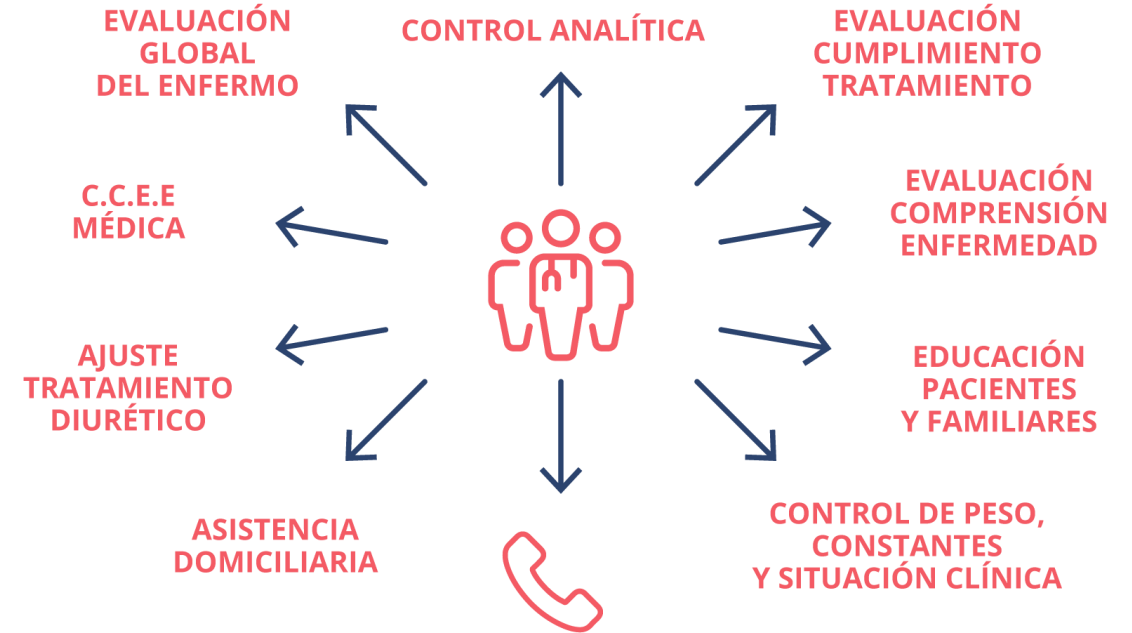 EVALUACIÓN
GLOBAL
DEL ENFERMO
CONTROL ANALÍTICA
EVALUACIÓN
CUMPLIMIENTO
TRATAMIENTO
C.C.E.E
MÉDICA
EVALUACIÓN
COMPRENSIÓN
ENFERMEDAD
AJUSTE
TRATAMIENTO
DIURÉTICO
EDUCACIÓN
PACIENTES
Y FAMILIARES
ASISTENCIA
DOMICILIARIA
CONTROL DE PESO,
CONSTANTES
Y SITUACIÓN CLÍNICA